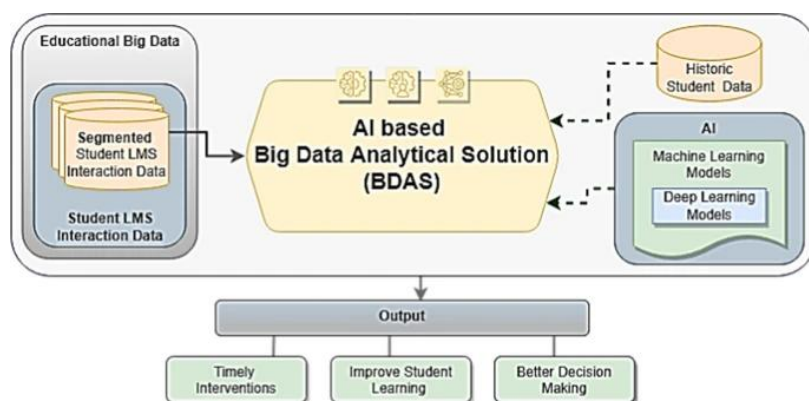 Educational Big Data
Segmented
Student LMS
Interaction Data
Student LMS
Interaction Data
AI based
Big Data Analytical Solution
(BDAS)
Historic
Student Data
AI
Machine Learning
Models
Deep Learning
Models
Output
Timely
Interventions
Improve Student
Learning
Better Decision
Making